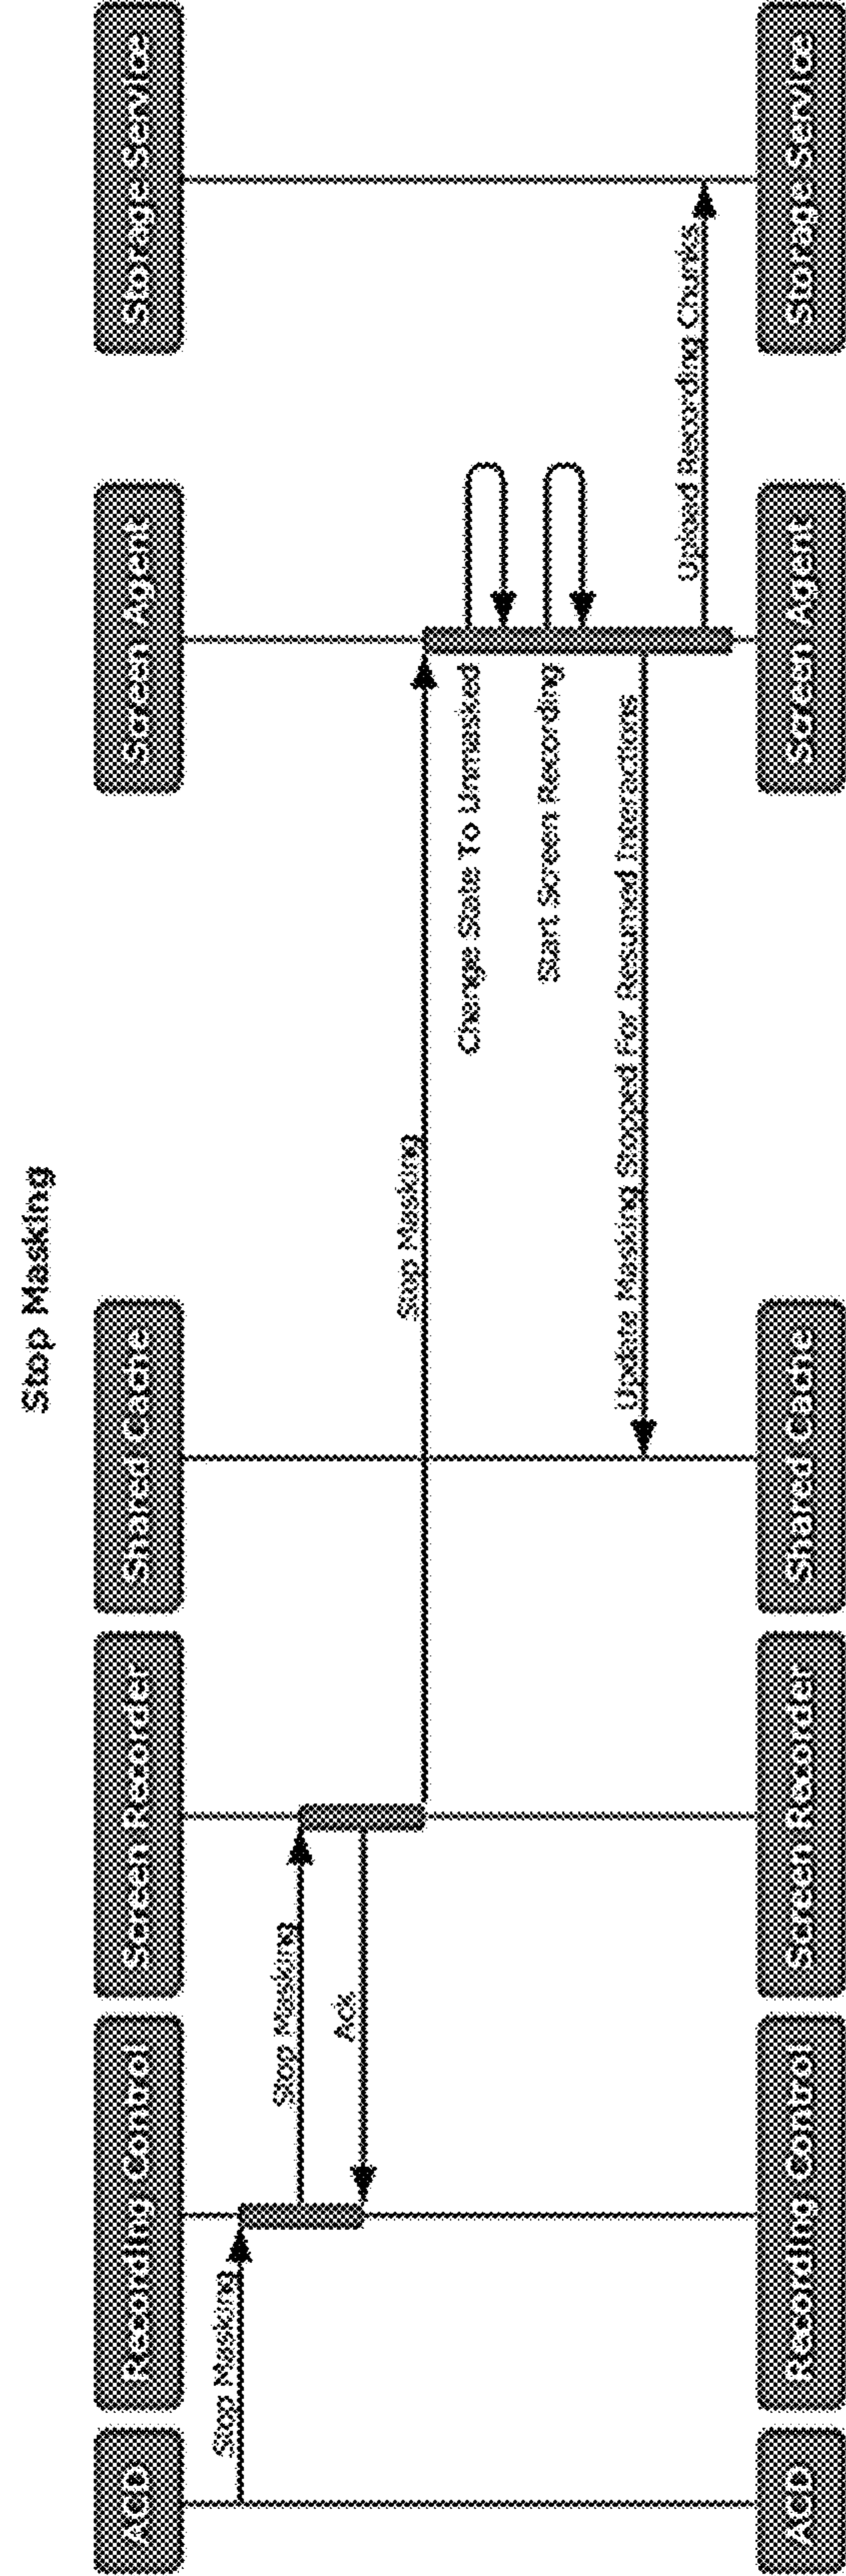 Stop Masking
ACD
Recording Control
Screen Recorder
Shared Cache
Screen Agent
Storage Service
Stop Masking
Stop Masking
Ack
Stop Masking
Change State To Unmasked
Start Screen Recording
Update Masking Stopped For Resumed Interactions
Upload Recording Chunks
ACD
Recording Control
Screen Recorder
Shared Cache
Screen Agent
Storage Service